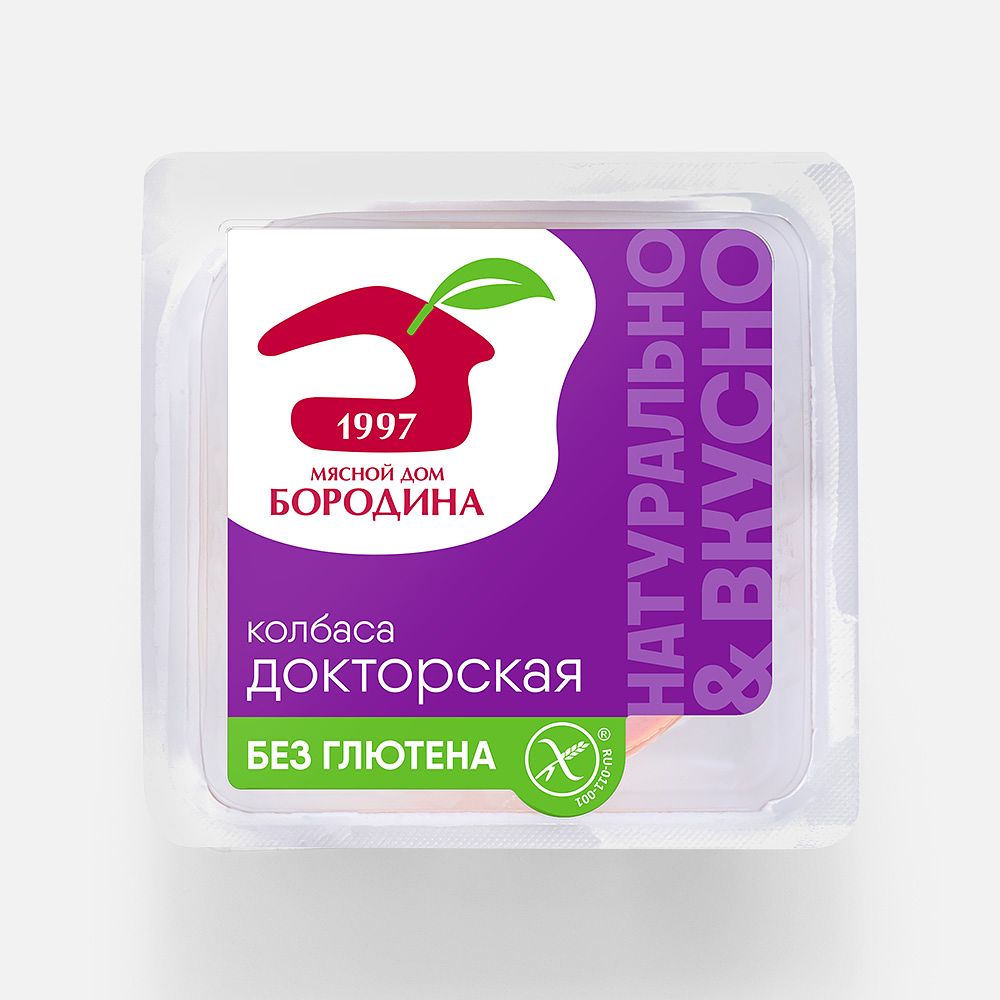 1997
МЯСНОЙ ДОМ
БОРОДИНА
НАТУРАЛЬНО
& ВКУСНО
колбаса
докторская
БЕЗ ГЛЮТЕНА
® RU-011-001